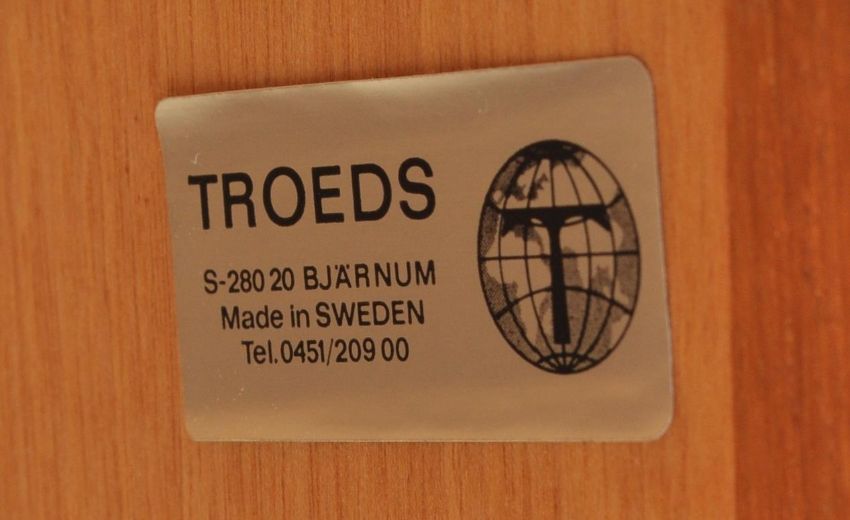 TROEDS
S-280 20 BJÄRNUM
Made in SWEDEN
Tel. 0451/209 00
T